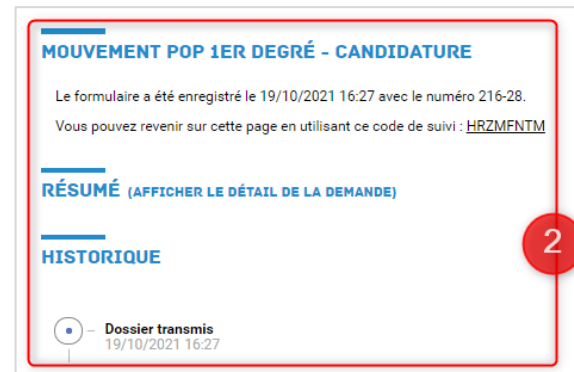 MOUVEMENT POP 1ER DEGRÉ - CANDIDATURE
Le formulaire a été enregistré le 19/10/2021 16:27 avec le numéro 216-28.
Vous pouvez revenir sur cette page en utilisant ce code de suivi : HRZMFNTM
RÉSUMÉ (AFFICHER LE DÉTAIL DE LA DEMANDE)
2
HISTORIQUE
Dossier transmis
19/10/2021 16:27